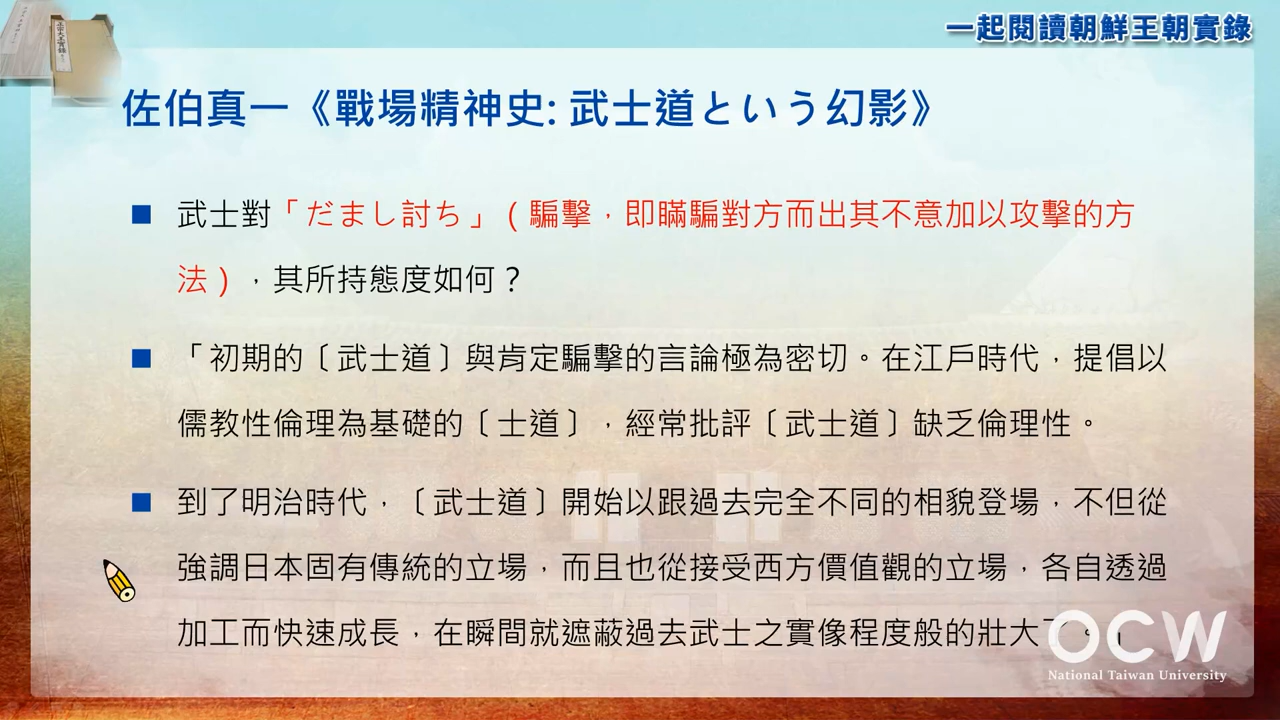 一起閱讀朝鮮王朝實錄
佐伯真一《戰場精神史: 武士道という幻影》
武士對「だまし討ち」（騙擊，即瞞騙對方而出其不意加以攻擊的方
法），其所持態度如何？
「初期的〔武士道〕與肯定騙擊的言論極為密切。在江戶時代，提倡以
儒教性倫理為基礎的〔士道〕，經常批評〔武士道〕缺乏倫理性。
到了明治時代，〔武士道〕開始以跟過去完全不同的相貌登場，不但從
強調日本固有傳統的立場，而且也從接受西方價值觀的立場，各自透過
加工而快速成長，在瞬間就遮蔽過去武士之實像程度般的壯大了。」
OCW
National Taiwan University